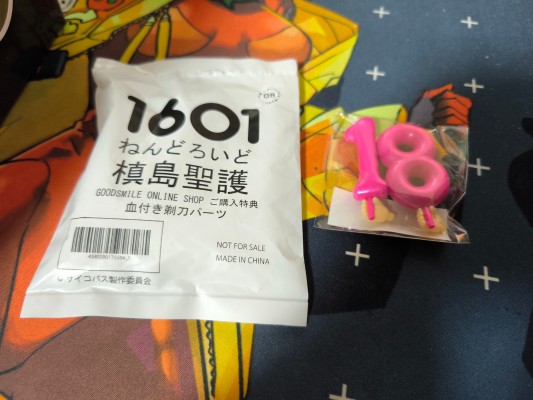 1601
ねんどろいど
槙島聖護
GOODSMILE ONLINE SHOP ご購入特典
血付き剃刀パーツ
NOT FOR SALE
MADE IN CHINA
©サイコパス製作委員会
18